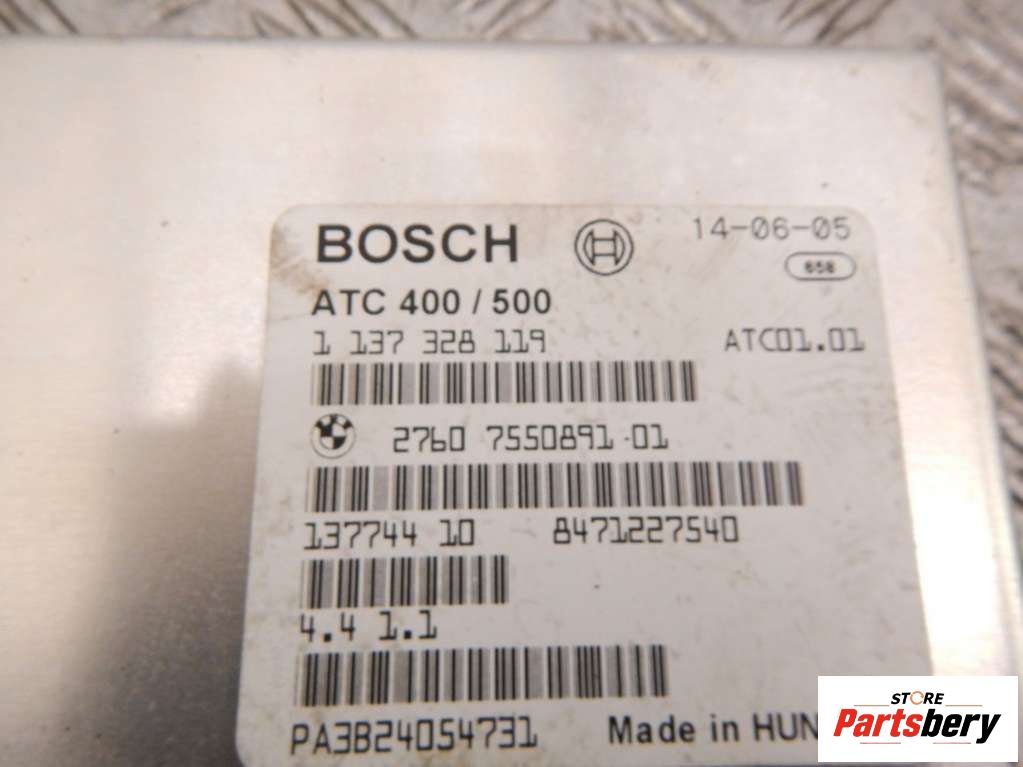 BOSCH 14-06-05
658
ATC 400 / 500
1 137 328 119 ATC01.01
2760 7550891-01
137744 10 8471227540
4.4 1.1
PA3B24054731 Made in HUN
STORE
Partsbery